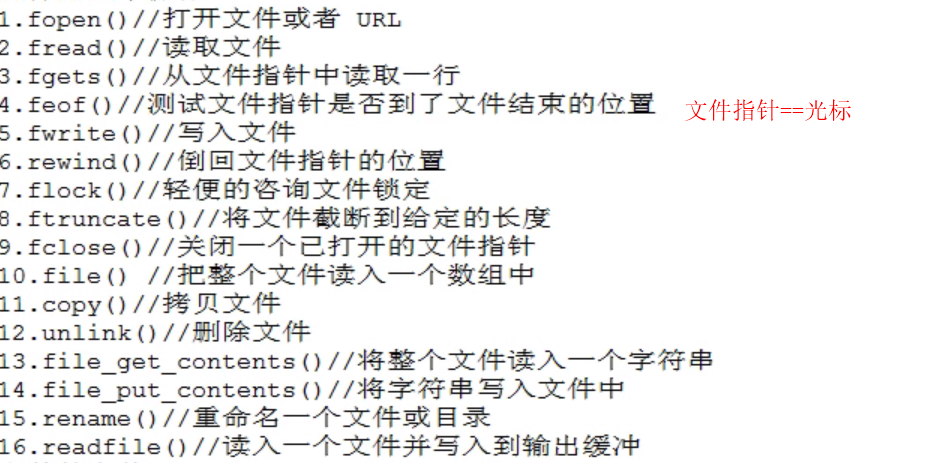 1.fopen()//打开文件或者 URL
2.fread()//读取文件
3.fgets()//从文件指针中读取一行
4.feof()//测试文件指针是否到了文件结束的位置 文件指针==光标
5.fwrite()//写入文件
6.rewind()//倒回文件指针的位置
7.flock()//轻便的咨询文件锁定
8.ftruncate()//将文件截断到给定的长度
9.fclose()//关闭一个已打开的文件指针
10.file() //把整个文件读入一个数组中
11.copy()//拷贝文件
12.unlink()//删除文件
13.file_get_contents()//将整个文件读入一个字符串
14.file_put_contents()//将字符串写入文件中
15.rename()//重命名一个文件或目录
16.readfile()//读入一个文件并写入到输出缓冲